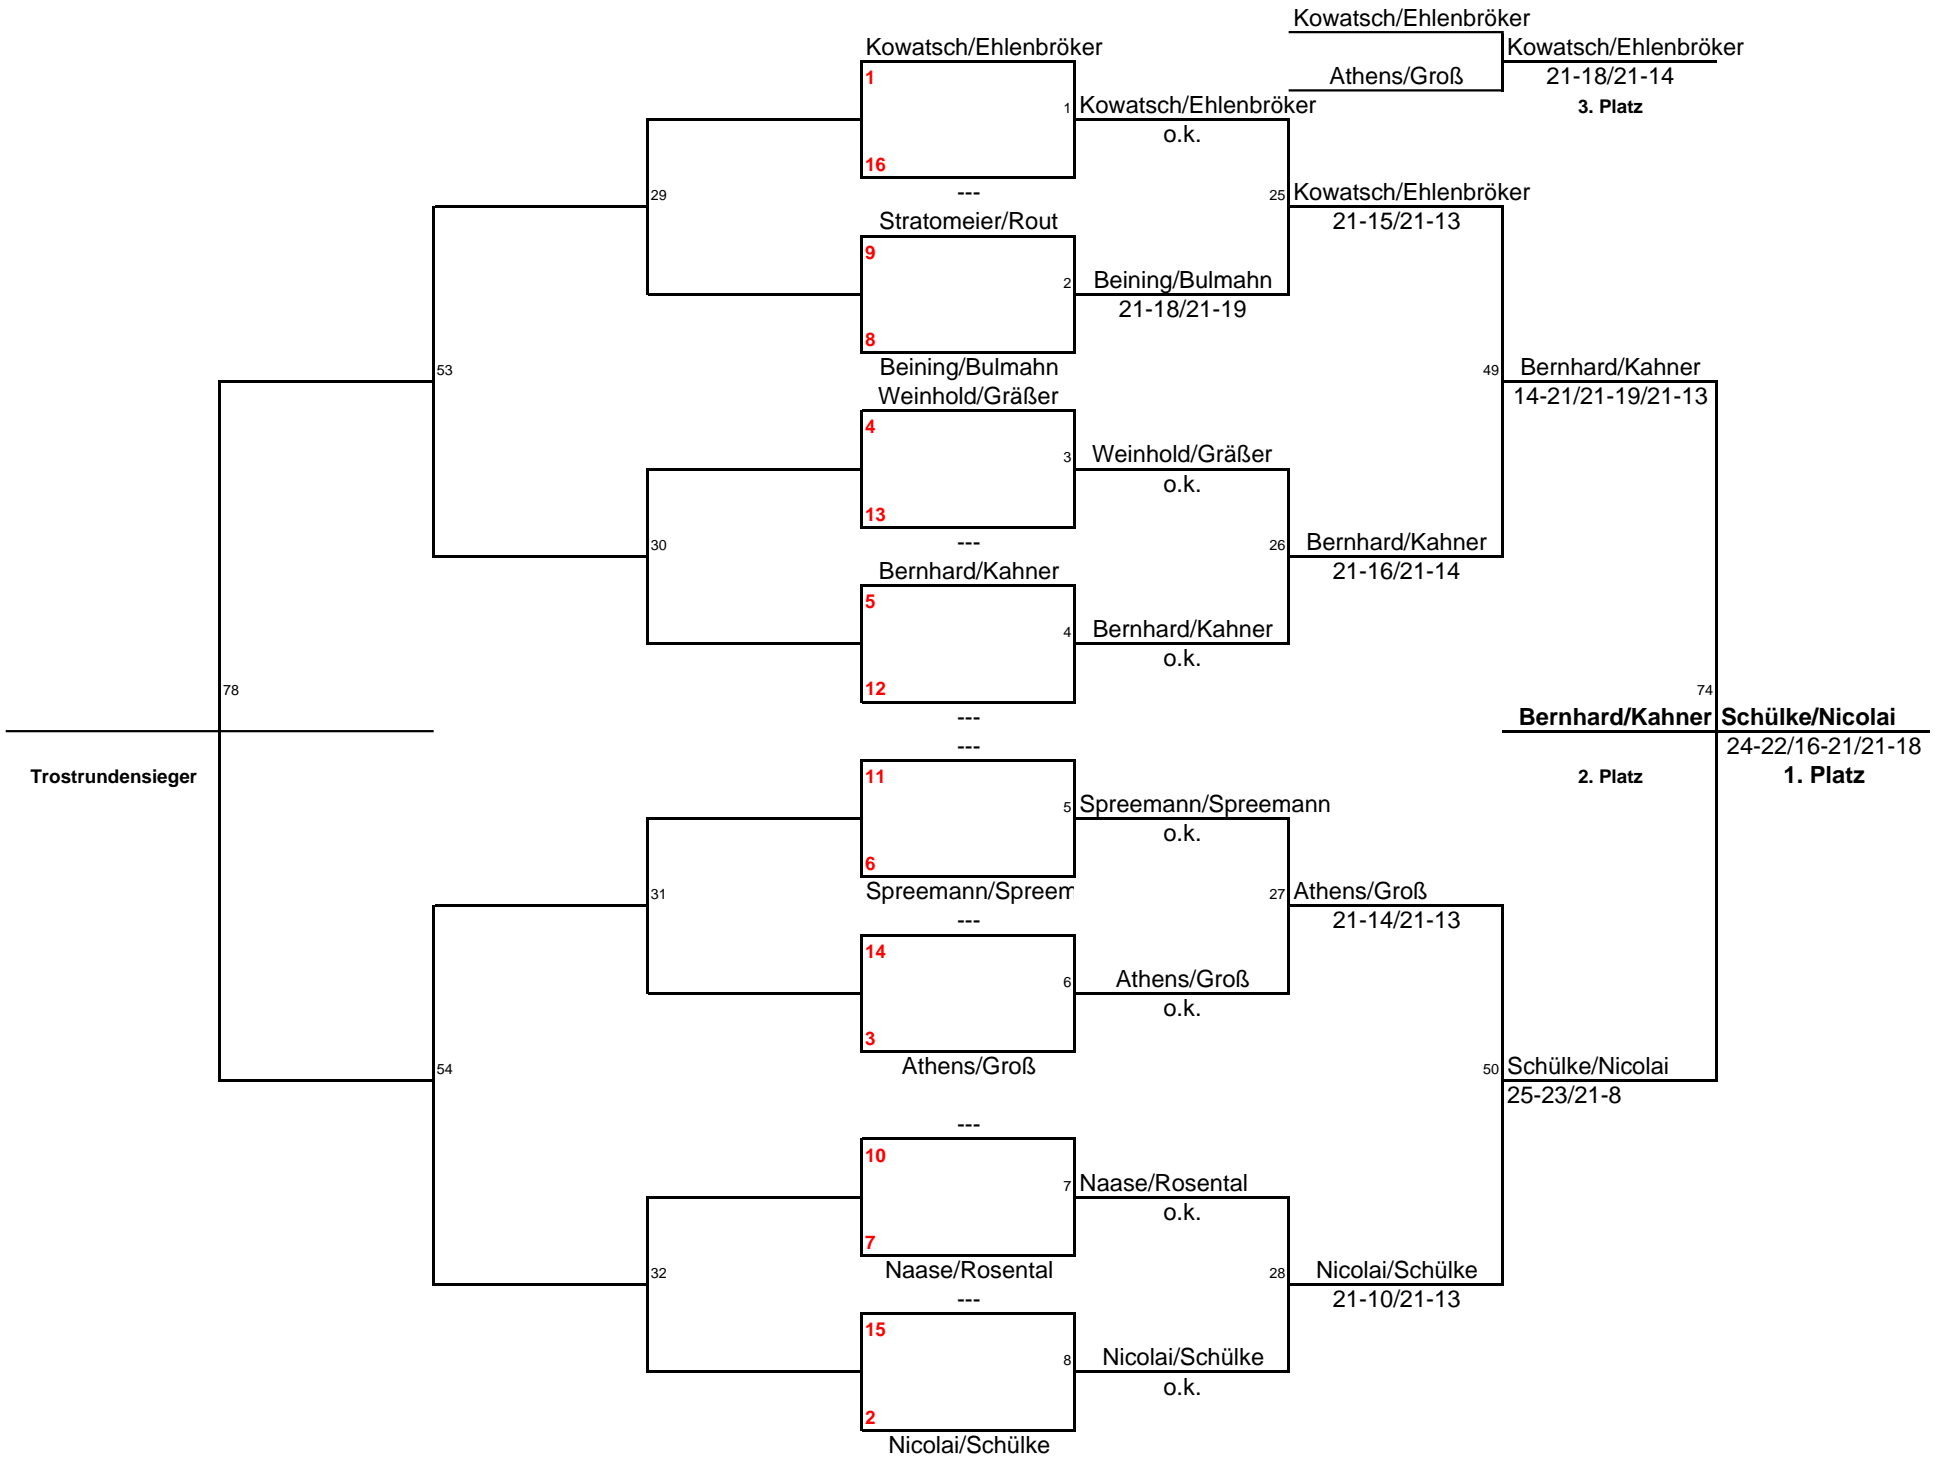 Kowatsch/Ehlenbröker
Kowatsch/Ehlenbröker
Kowatsch/Ehlenbröker
1
Athens/Groß
21-18/21-14
1
Kowatsch/Ehlenbröker
3. Platz
o.k.
16
---
29
25
Kowatsch/Ehlenbröker
Stratomeier/Rout
21-15/21-13
9
2
Beining/Bulmahn
21-18/21-19
8
Beining/Bulmahn
53
49
Bernhard/Kahner
Weinhold/Gräßer
14-21/21-19/21-13
4
3
Weinhold/Gräßer
o.k.
13
---
30
26
Bernhard/Kahner
Bernhard/Kahner
21-16/21-14
5
4
Bernhard/Kahner
o.k.
12
78
74
---
Bernhard/Kahner
Schülke/Nicolai
---
24-22/16-21/21-18
Trostrundensieger
11
2. Platz
1. Platz
5
Spreemann/Spreemann
o.k.
6
Spreemann/Spreem
31
27
Athens/Groß
---
21-14/21-13
14
6
Athens/Groß
o.k.
3
Athens/Groß
54
50
Schülke/Nicolai
25-23/21-8
---
10
7
Naase/Rosental
o.k.
7
Naase/Rosental
32
28
Nicolai/Schülke
---
21-10/21-13
15
8
Nicolai/Schülke
o.k.
2
Nicolai/Schülke